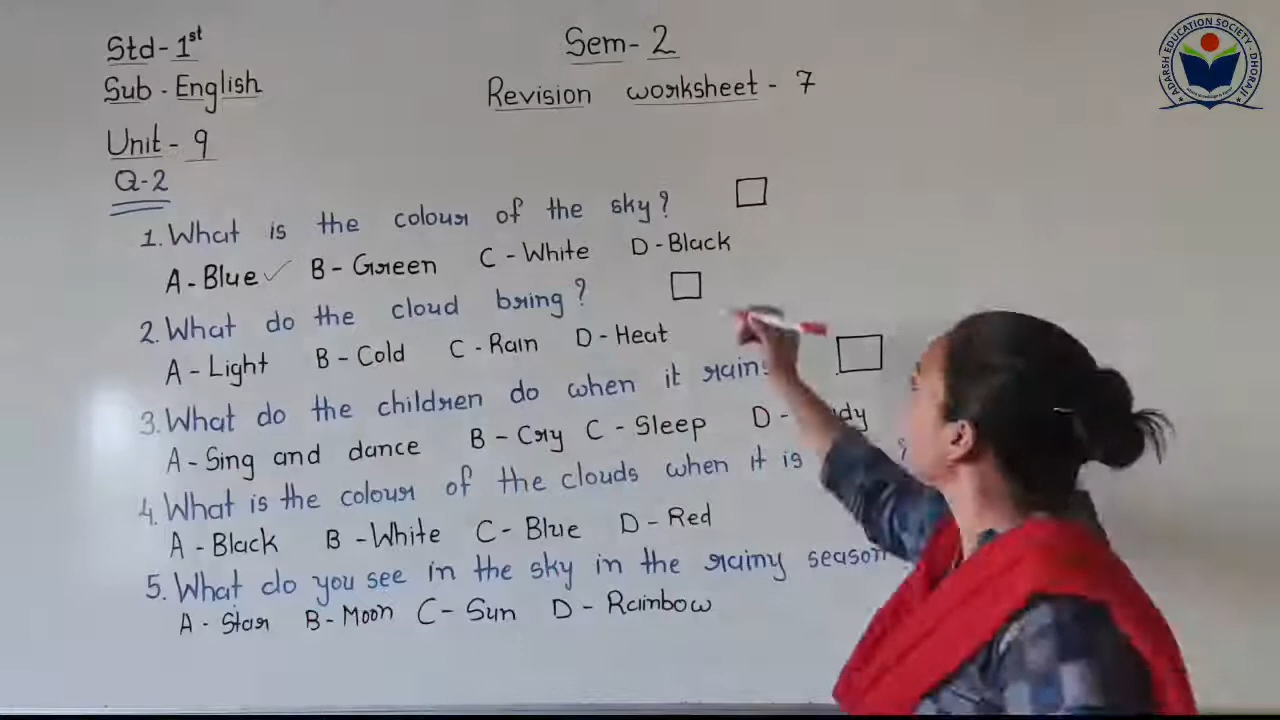 Std - 1st
Sem - 2
Sub - English
Revision worksheet - 7
Unit - 9
Q-2
1. What is the colour of the sky?
A - Blue ✓ B - Green C - White D - Black
2. What do the cloud bring?
A - Light B - Cold C - Rain D - Heat
3. What do the children do when it rains
A - Sing and dance B - Cry C - Sleep D -
4. What is the colour of the clouds when it is ?
A - Black B - White C - Blue D - Red
5. What do you see in the sky in the rainy season
A - Star B - Moon C - Sun D - Rainbow
ADARSH EDUCATION SOCIETY - DHORAJI